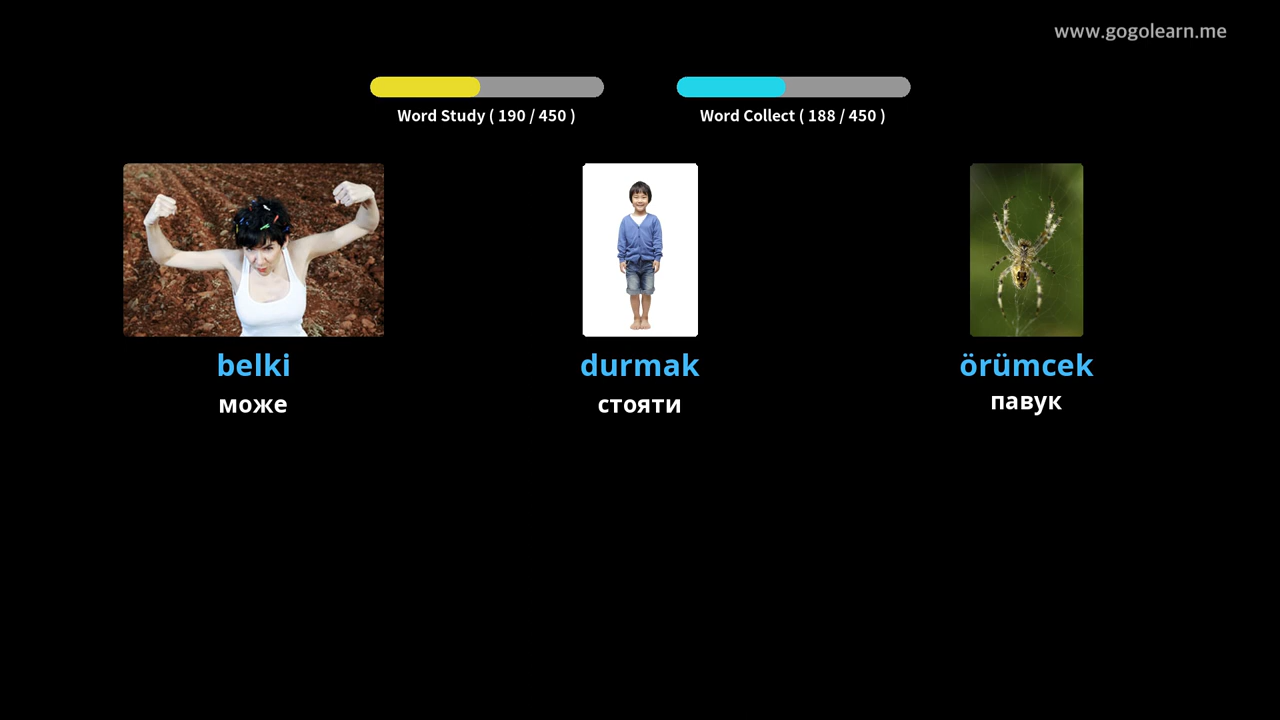 www.gogolearn.me
Word Study ( 190 / 450 )
Word Collect ( 188 / 450 )
belki
може
durmak
стояти
örümcek
павук